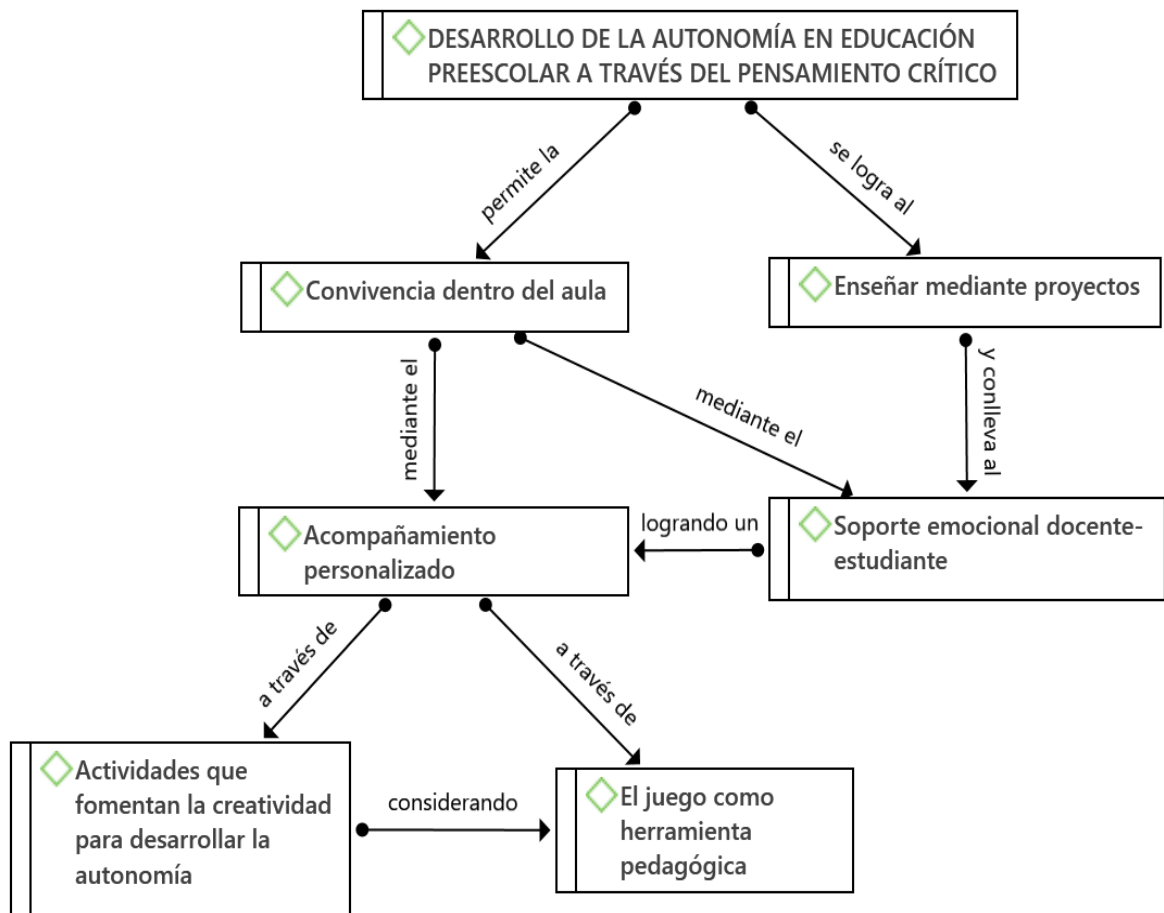 DESARROLLO DE LA AUTONOMÍA EN EDUCACIÓN
PREESCOLAR A TRAVÉS DEL PENSAMIENTO CRÍTICO
permite la
se logra al
Convivencia dentro del aula
Enseñar mediante proyectos
mediante el
mediante el
y conlleva al
Acompañamiento
personalizado
logrando un
Soporte emocional docente-
estudiante
a través de
a través de
Actividades que
fomentan la creatividad
para desarrollar la
autonomía
considerando
El juego como
herramienta
pedagógica